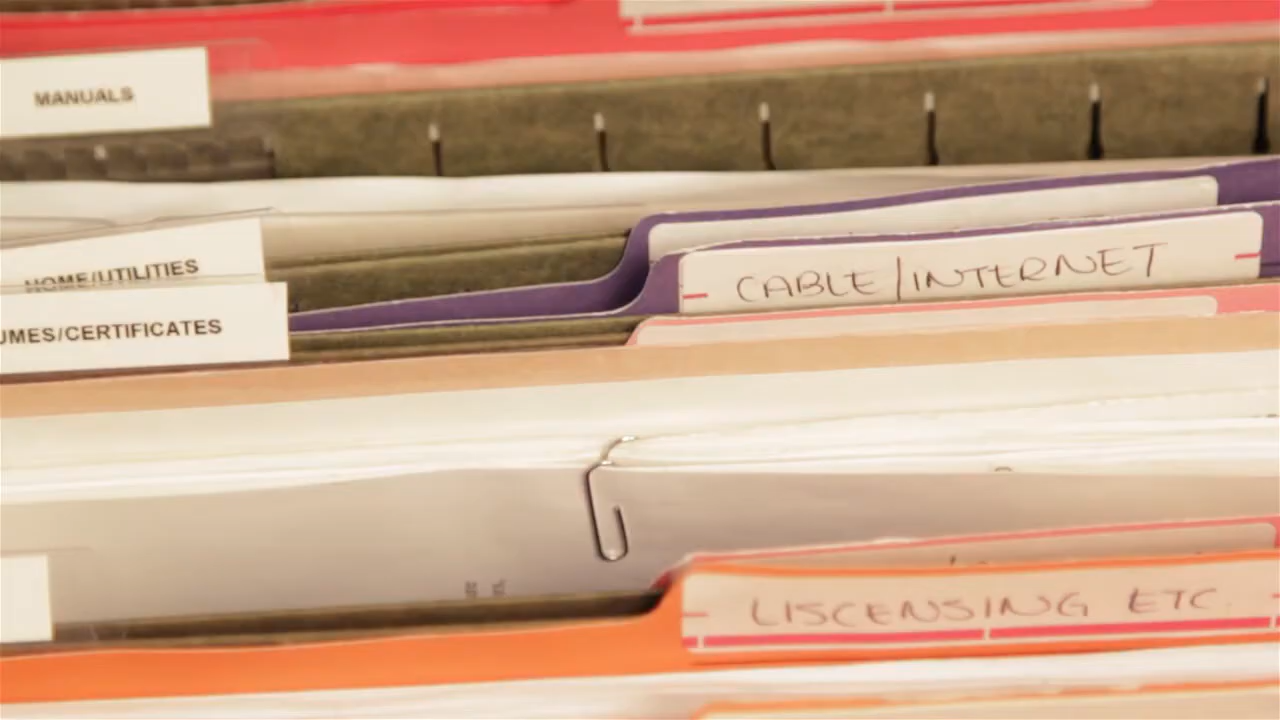 MANUALS
HOME/UTILITIES
CABLE/INTERNET
UMES/CERTIFICATES
LISCENSING ETC